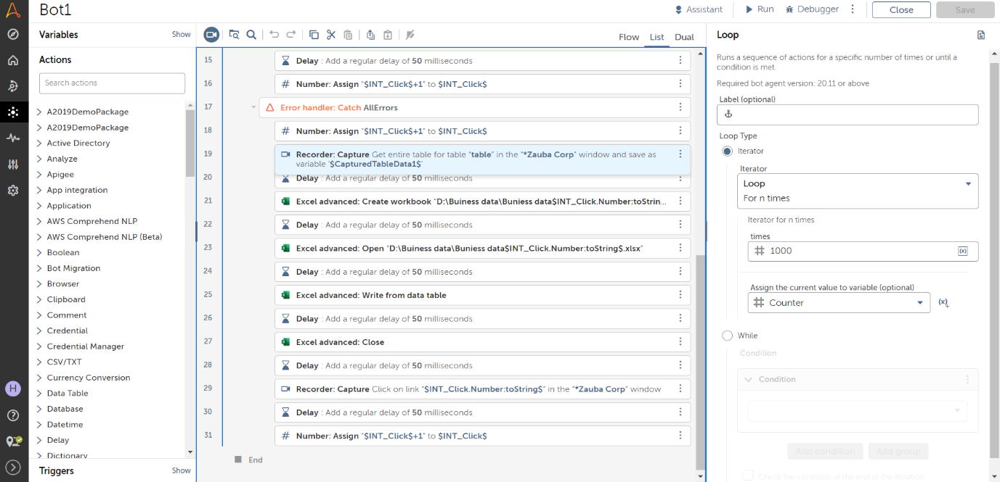 Bot1
Assistant
Run
Debugger
Close
Save
Variables
Show
Flow
List
Dual
Loop
Actions
Search actions
A2019DemoPackage
A2019DemoPackage
Active Directory
Analyze
Apigee
App integration
Application
AWS Comprehend NLP
AWS Comprehend NLP (Beta)
Boolean
Bot Migration
Browser
Clipboard
Comment
Credential
Credential Manager
CSV/TXT
Currency Conversion
Data Table
Database
Datetime
Delay
Dictionary
Triggers
Show
H
15 Delay : Add a regular delay of 50 milliseconds
16 # Number: Assign "$INT_Click$+1" to $INT_Click$
17 Error handler: Catch AllErrors
18 # Number: Assign "$INT_Click$+1" to $INT_Click$
19 Recorder: Capture Get entire table for table "table" in the "*Zauba Corp" window and save as
variable '$CapturedTableData1$'
20 Delay : Add a regular delay of 50 milliseconds
21 Excel advanced: Create workbook "D:\Buiness data\Buniess data$INT_Click.Number:toStrin...
22 Delay : Add a regular delay of 50 milliseconds
23 Excel advanced: Open "D:\Buiness data\Buniess data$INT_Click.Number:toString$.xlsx"
24 Delay : Add a regular delay of 50 milliseconds
25 Excel advanced: Write from data table
26 Delay : Add a regular delay of 50 milliseconds
27 Excel advanced: Close
28 Delay : Add a regular delay of 50 milliseconds
29 Recorder: Capture Click on link "$INT_Click.Number:toString$" in the "*Zauba Corp" window
30 Delay : Add a regular delay of 50 milliseconds
31 # Number: Assign "$INT_Click$+1" to $INT_Click$
End
Runs a sequence of actions for a specific number of times or until a
condition is met.
Required bot agent version: 20.11 or above
Label (optional)
Loop Type
Iterator
Iterator
Loop
For n times
Iterator for n times
times
# 1000 (x)
Assign the current value to variable (optional)
# Counter (x)+
While
Condition
Condition
Add condition
Add group
Check the condition at the end of the iteration